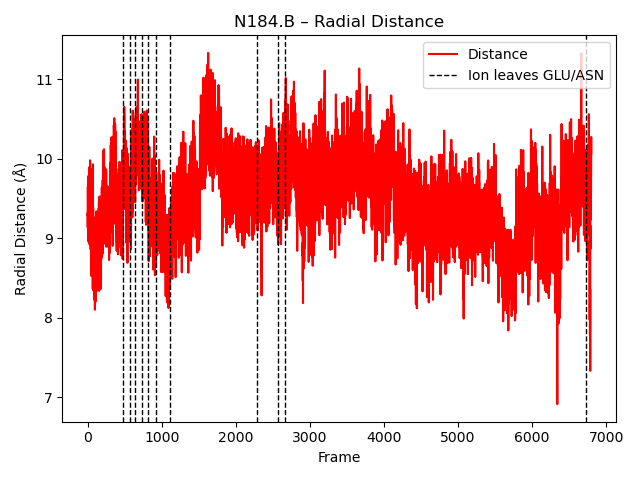 N184.B – Radial Distance
Distance
Ion leaves GLU/ASN
Radial Distance (Å)
11
10
9
8
7
0 1000 2000 3000 4000 5000 6000 7000
Frame